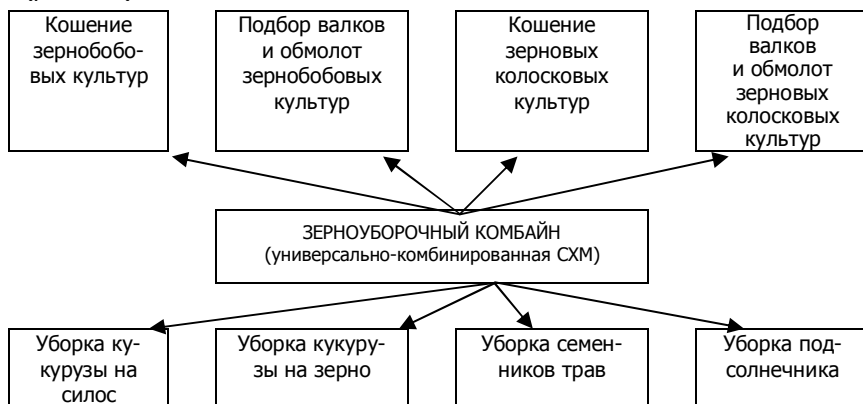 Кошение
зернобобо-
вых культур
Подбор валков
и обмолот
зернобобовых
культур
Кошение
зерновых
колосковых
культур
Подбор
валков
и обмолот
зерновых
колосковых
культур
ЗЕРНОУБОРОЧНЫЙ КОМБАЙН
(универсально-комбинированная СХМ)
Уборка ку-
курузы на
силос
Уборка кукуру-
зы на зерно
Уборка семен-
ников трав
Уборка под-
солнечника